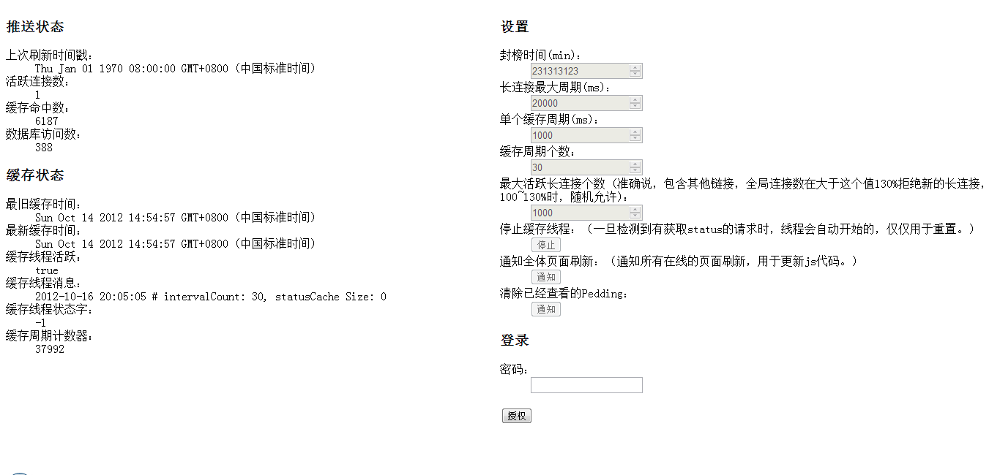 推送状态
上次刷新时间戳：
Thu Jan 01 1970 08:00:00 GMT+0800 (中国标准时间)
活跃连接数：
1
缓存命中数：
6187
数据库访问数：
388
缓存状态
最旧缓存时间：
Sun Oct 14 2012 14:54:57 GMT+0800 (中国标准时间)
最新缓存时间：
Sun Oct 14 2012 14:54:57 GMT+0800 (中国标准时间)
缓存线程活跃：
true
缓存线程消息：
2012-10-16 20:05:05 # intervalCount: 30, statusCache Size: 0
缓存线程状态字：
-1
缓存周期计数器：
37992
设置
封榜时间(min)：
231313123
长连接最大周期(ms)：
20000
单个缓存周期(ms)：
1000
缓存周期个数：
30
最大活跃长连接个数（准确说，包含其他链接，全局连接数在大于这个值130%拒绝新的长连接，
100~130%时，随机允许）：
1000
停止缓存线程：（一旦检测到有获取status的请求时，线程会自动开始的，仅仅用于重置。）
停止
通知全体页面刷新：（通知所有在线的页面刷新，用于更新js代码。）
通知
清除已经查看的Pedding：
通知
登录
密码：
授权